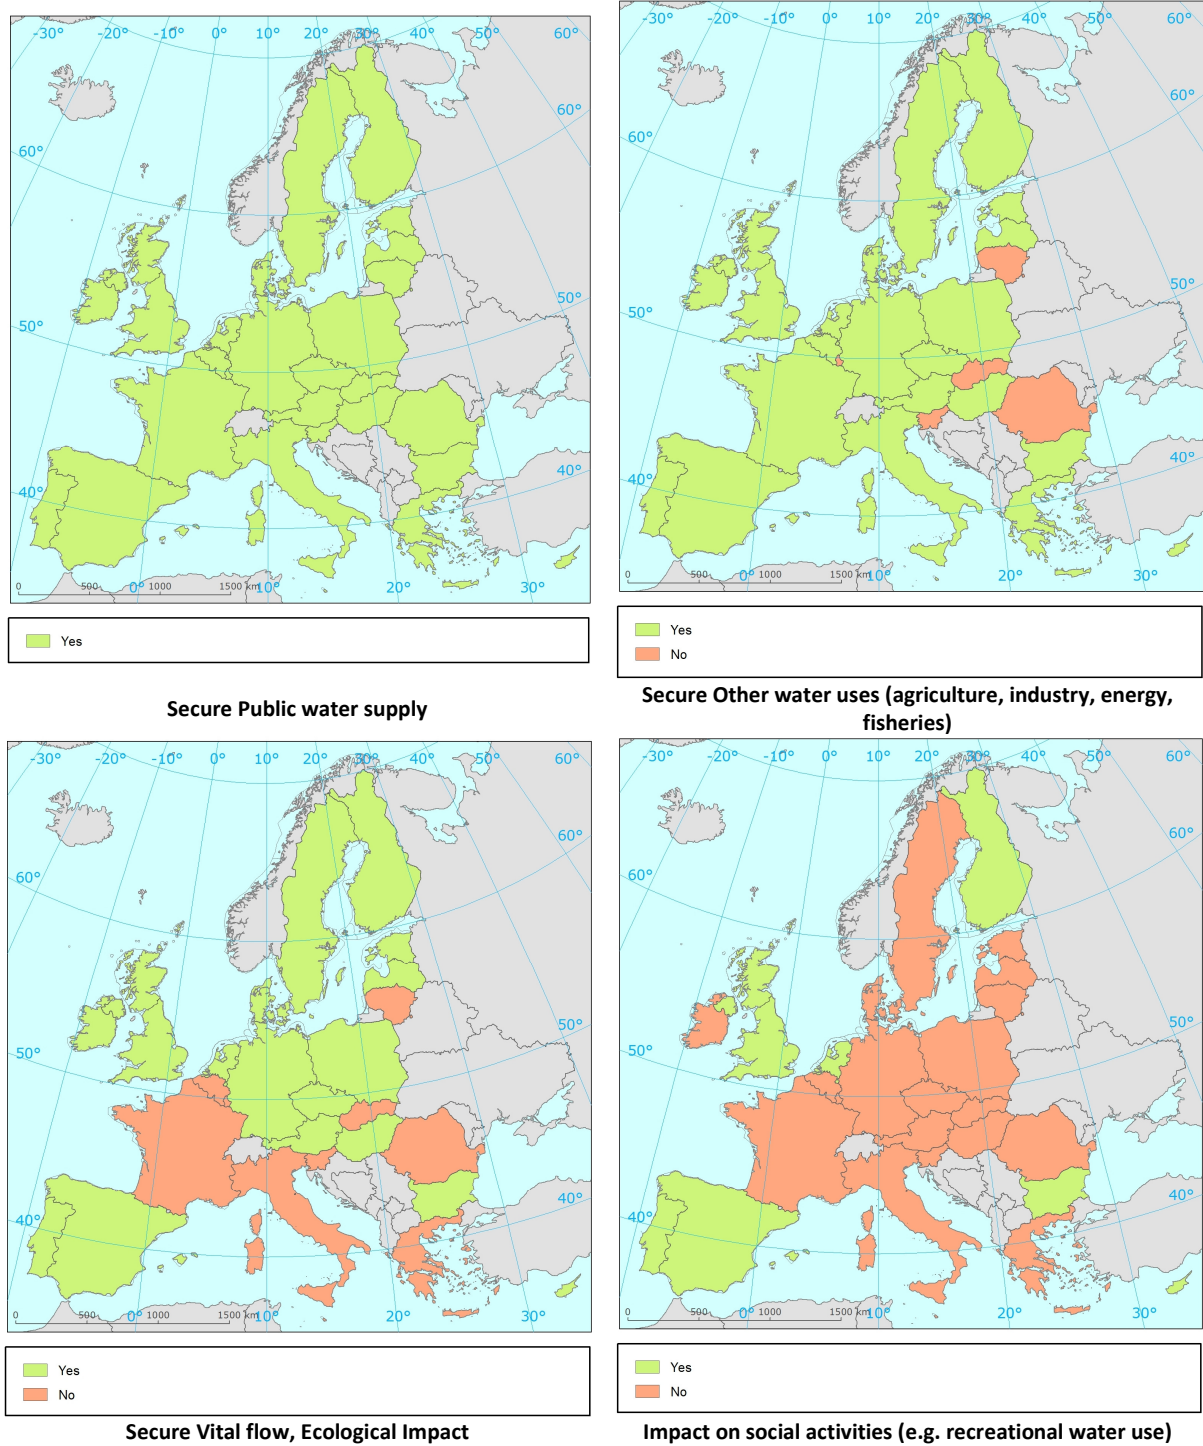 -30° -20° -10° 0° 10° 20° 30° 40° 50° 60°
60°
60°
50°
50°
40°
40°
0 500 1000 1500 km
0° 10° 20° 30°
Yes
Secure Public water supply
-30° -20° -10° 0° 10° 20° 30° 40° 50° 60°
60°
60°
50°
50°
40°
40°
0 500 1000 1500 km
0° 10° 20° 30°
Yes
No
Secure Other water uses (agriculture, industry, energy,
fisheries)
-30° -20° -10° 0° 10° 20° 30° 40° 50° 60°
60°
60°
50°
50°
40°
40°
0 500 1000 1500 km
0° 10° 20° 30°
Yes
No
Secure Vital flow, Ecological Impact
-30° -20° -10° 0° 10° 20° 30° 40° 50° 60°
60°
60°
50°
50°
40°
40°
0 500 1000 1500 km
0° 10° 20° 30°
Yes
No
Impact on social activities (e.g. recreational water use)